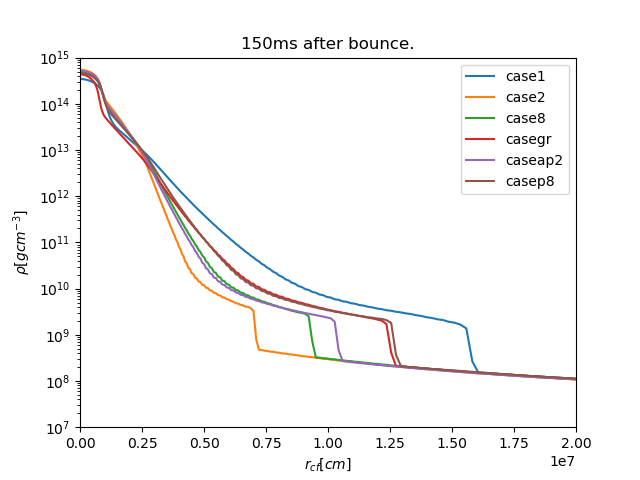 150ms after bounce.
10^15
10^14
10^13
10^12
10^11
10^10
10^9
10^8
10^7
ρ[gcm^−3]
case1
case2
case8
casegr
caseap2
casep8
0.00 0.25 0.50 0.75 1.00 1.25 1.50 1.75 2.00
1e7
r_cf[cm]